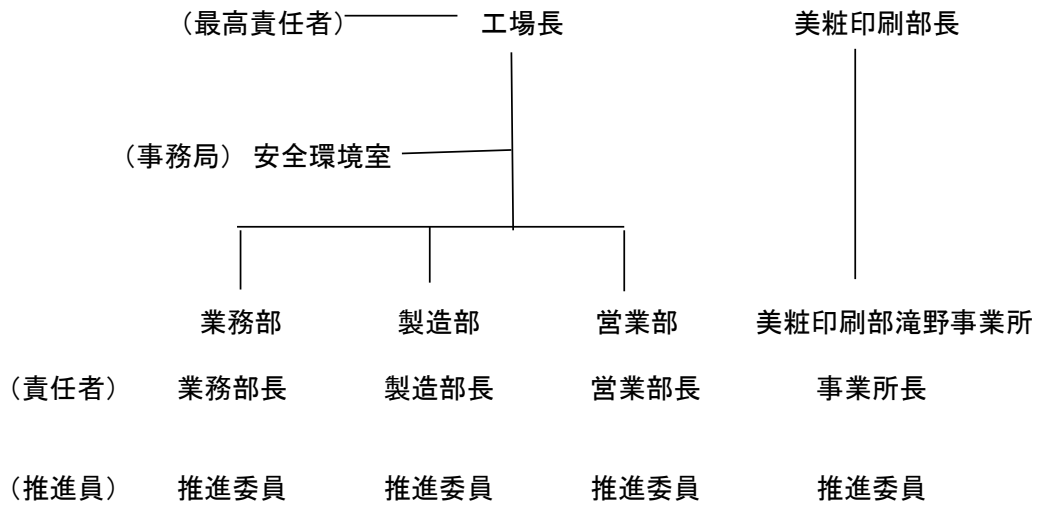 （最高責任者） 工場長 美粧印刷部長
（事務局） 安全環境室
業務部 製造部 営業部 美粧印刷部滝野事業所
（責任者） 業務部長 製造部長 営業部長 事業所長
（推進員） 推進委員 推進委員 推進委員 推進委員